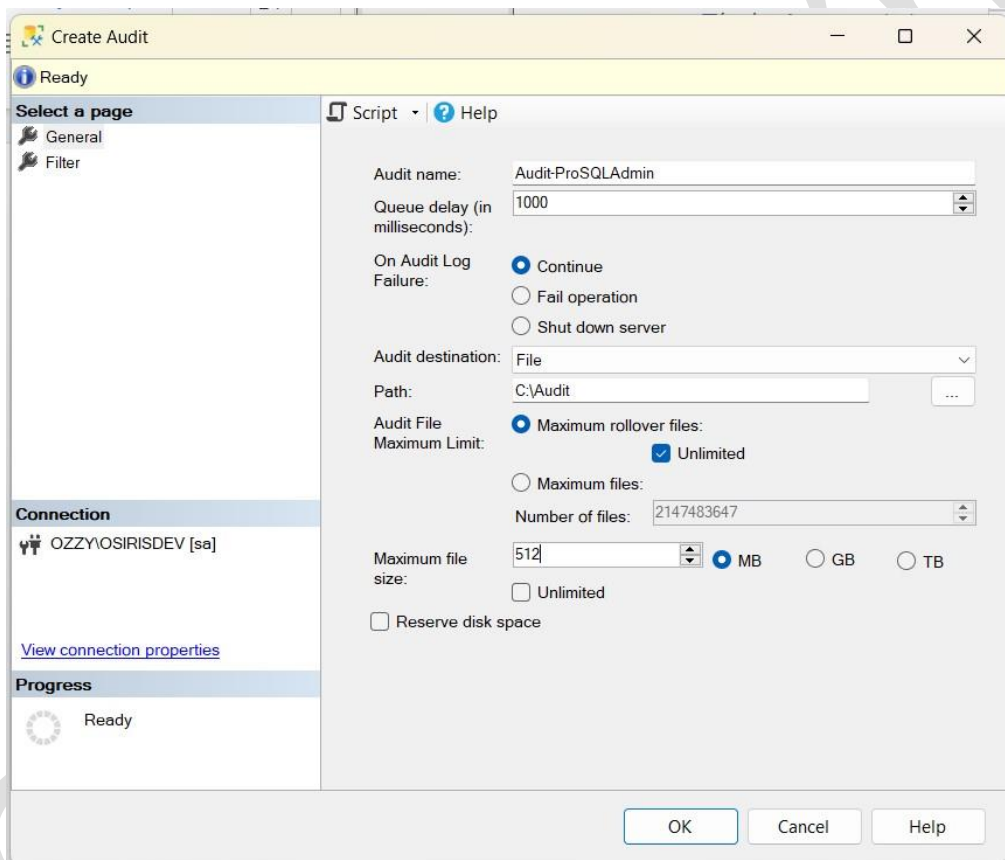 Create Audit
Ready
Select a page
General
Filter
Script
Help
Audit name:
Audit-ProSQLAdmin
Queue delay (in
milliseconds):
1000
On Audit Log
Failure:
Continue
Fail operation
Shut down server
Audit destination:
File
Path:
C:\Audit
...
Audit File
Maximum Limit:
Maximum rollover files:
Unlimited
Maximum files:
Number of files:
2147483647
Maximum file
size:
512
MB
GB
TB
Unlimited
Reserve disk space
Connection
OZZY\OSIRISDEV [sa]
View connection properties
Progress
Ready
OK
Cancel
Help